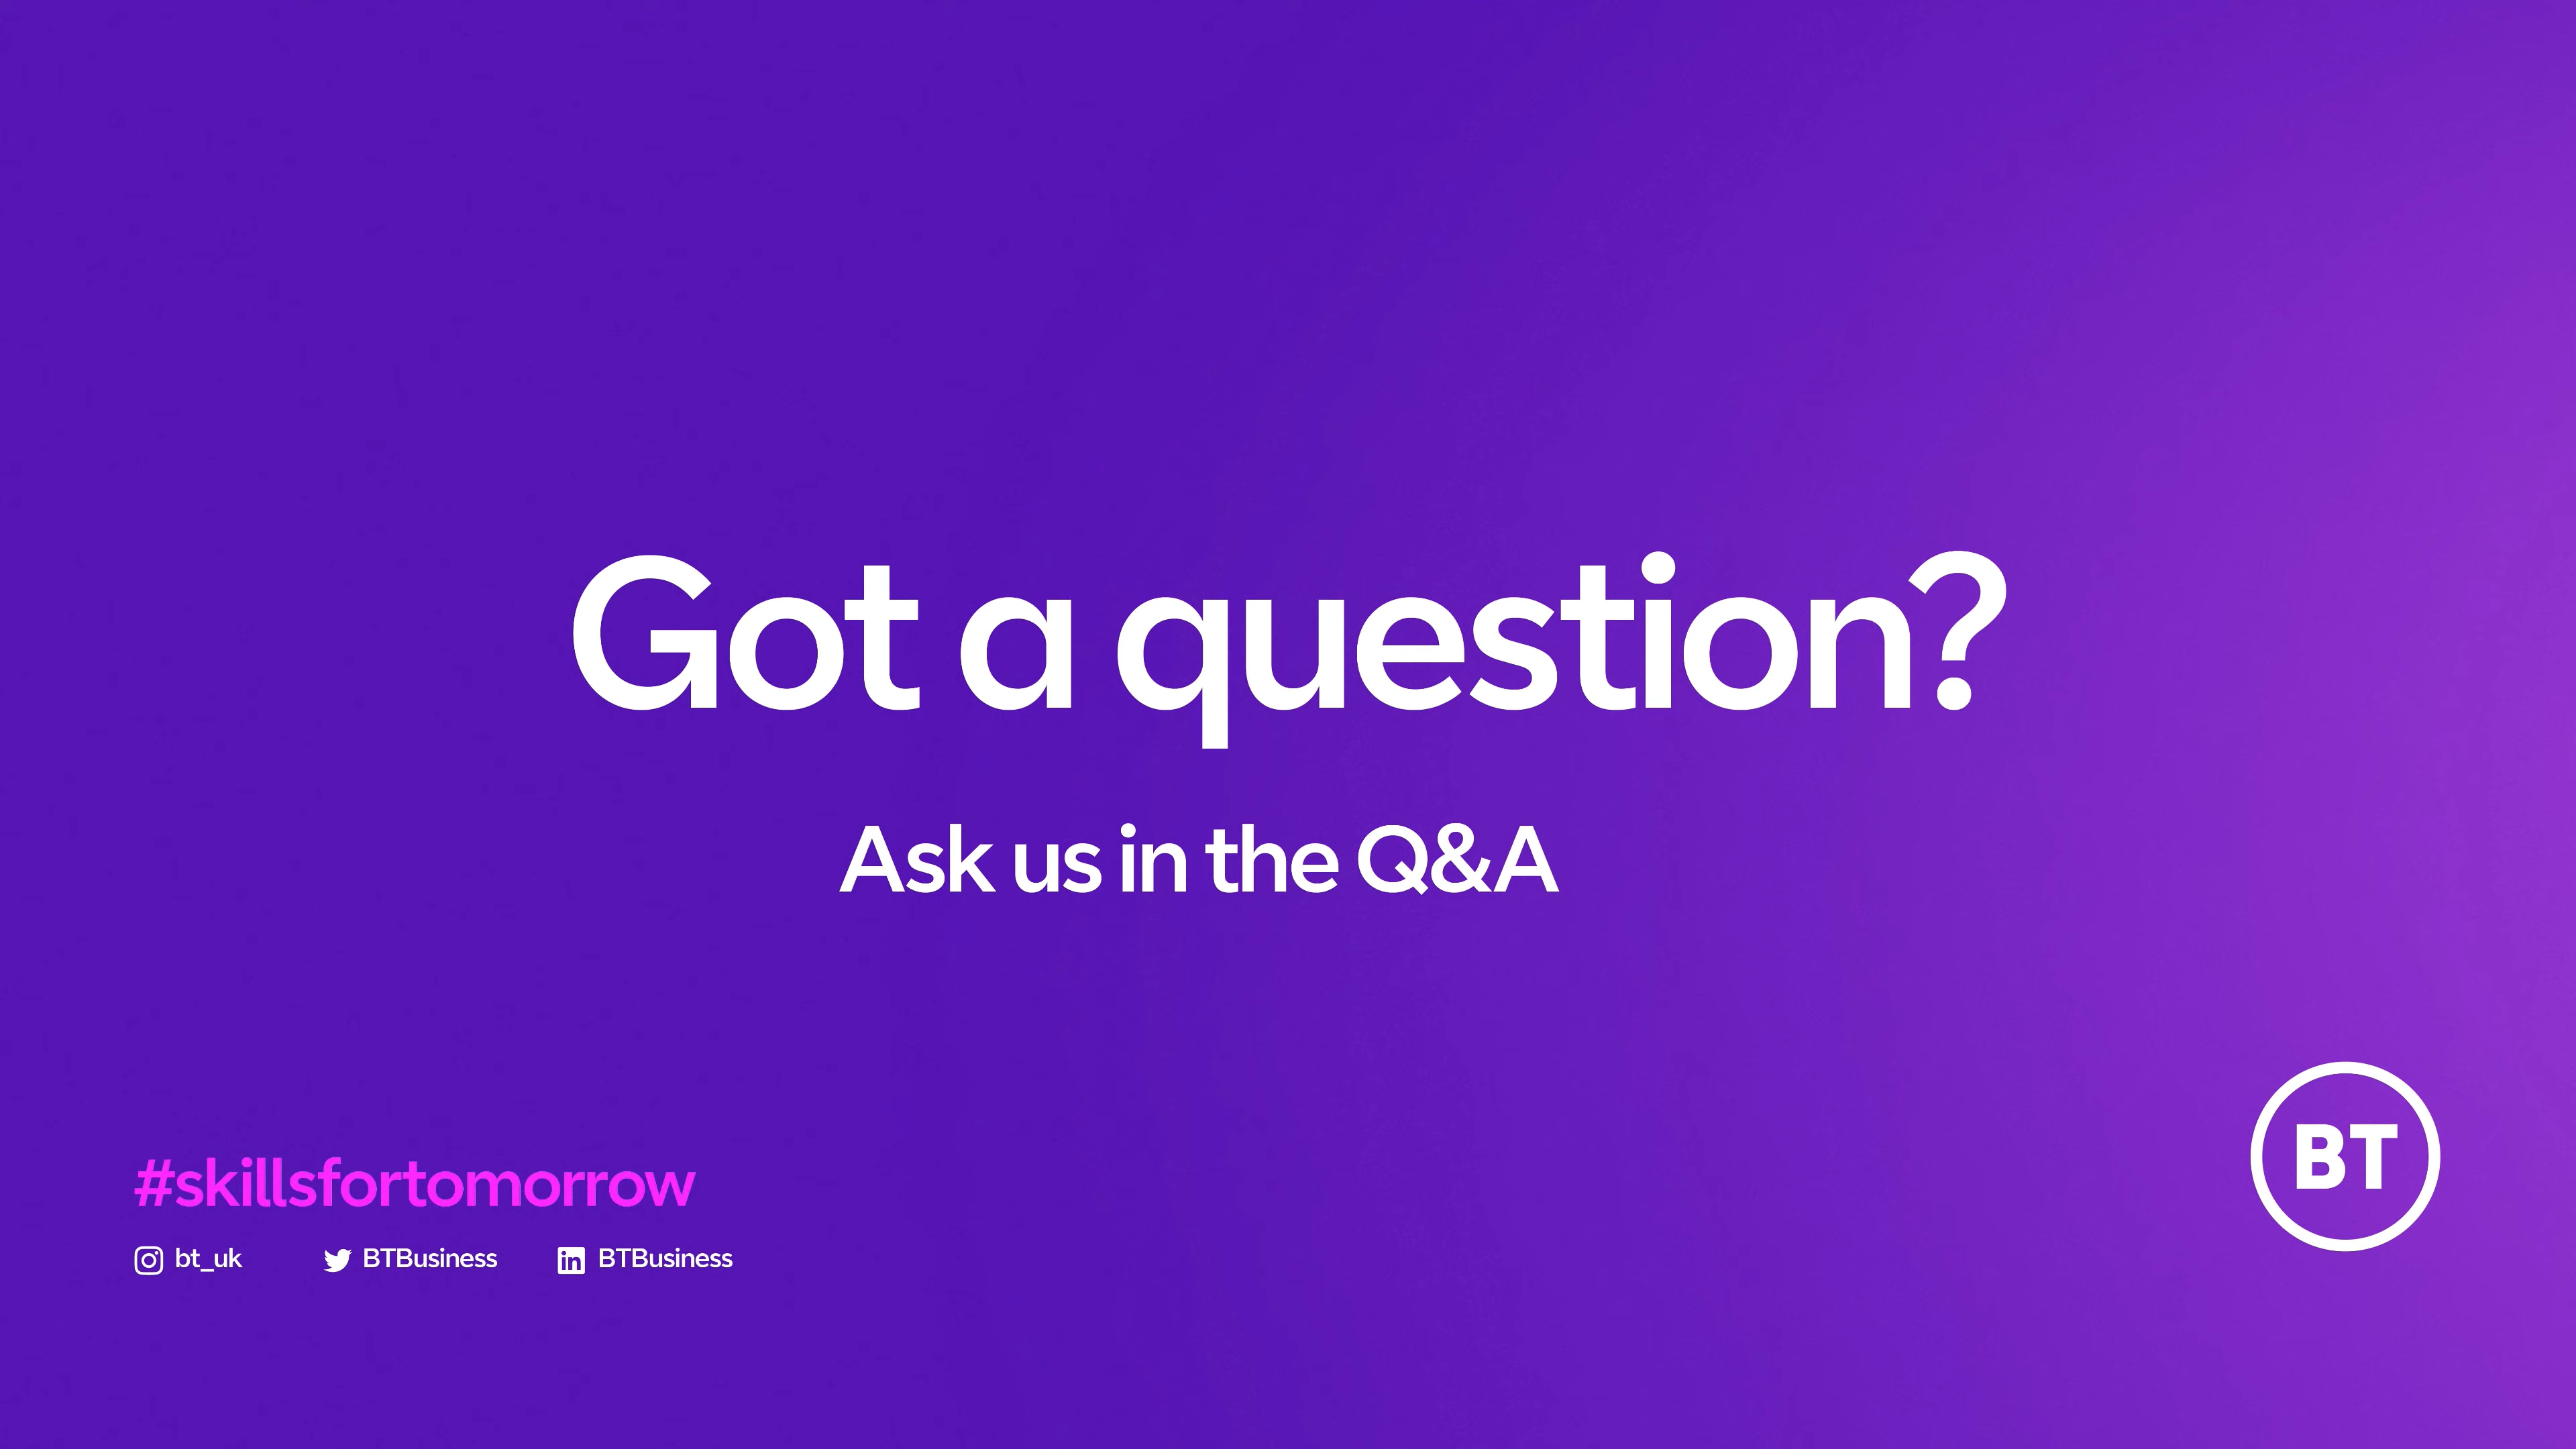 Got a question?
Ask us in the Q&A
#skillsfortomorrow
bt_uk BTBusiness BTBusiness
BT